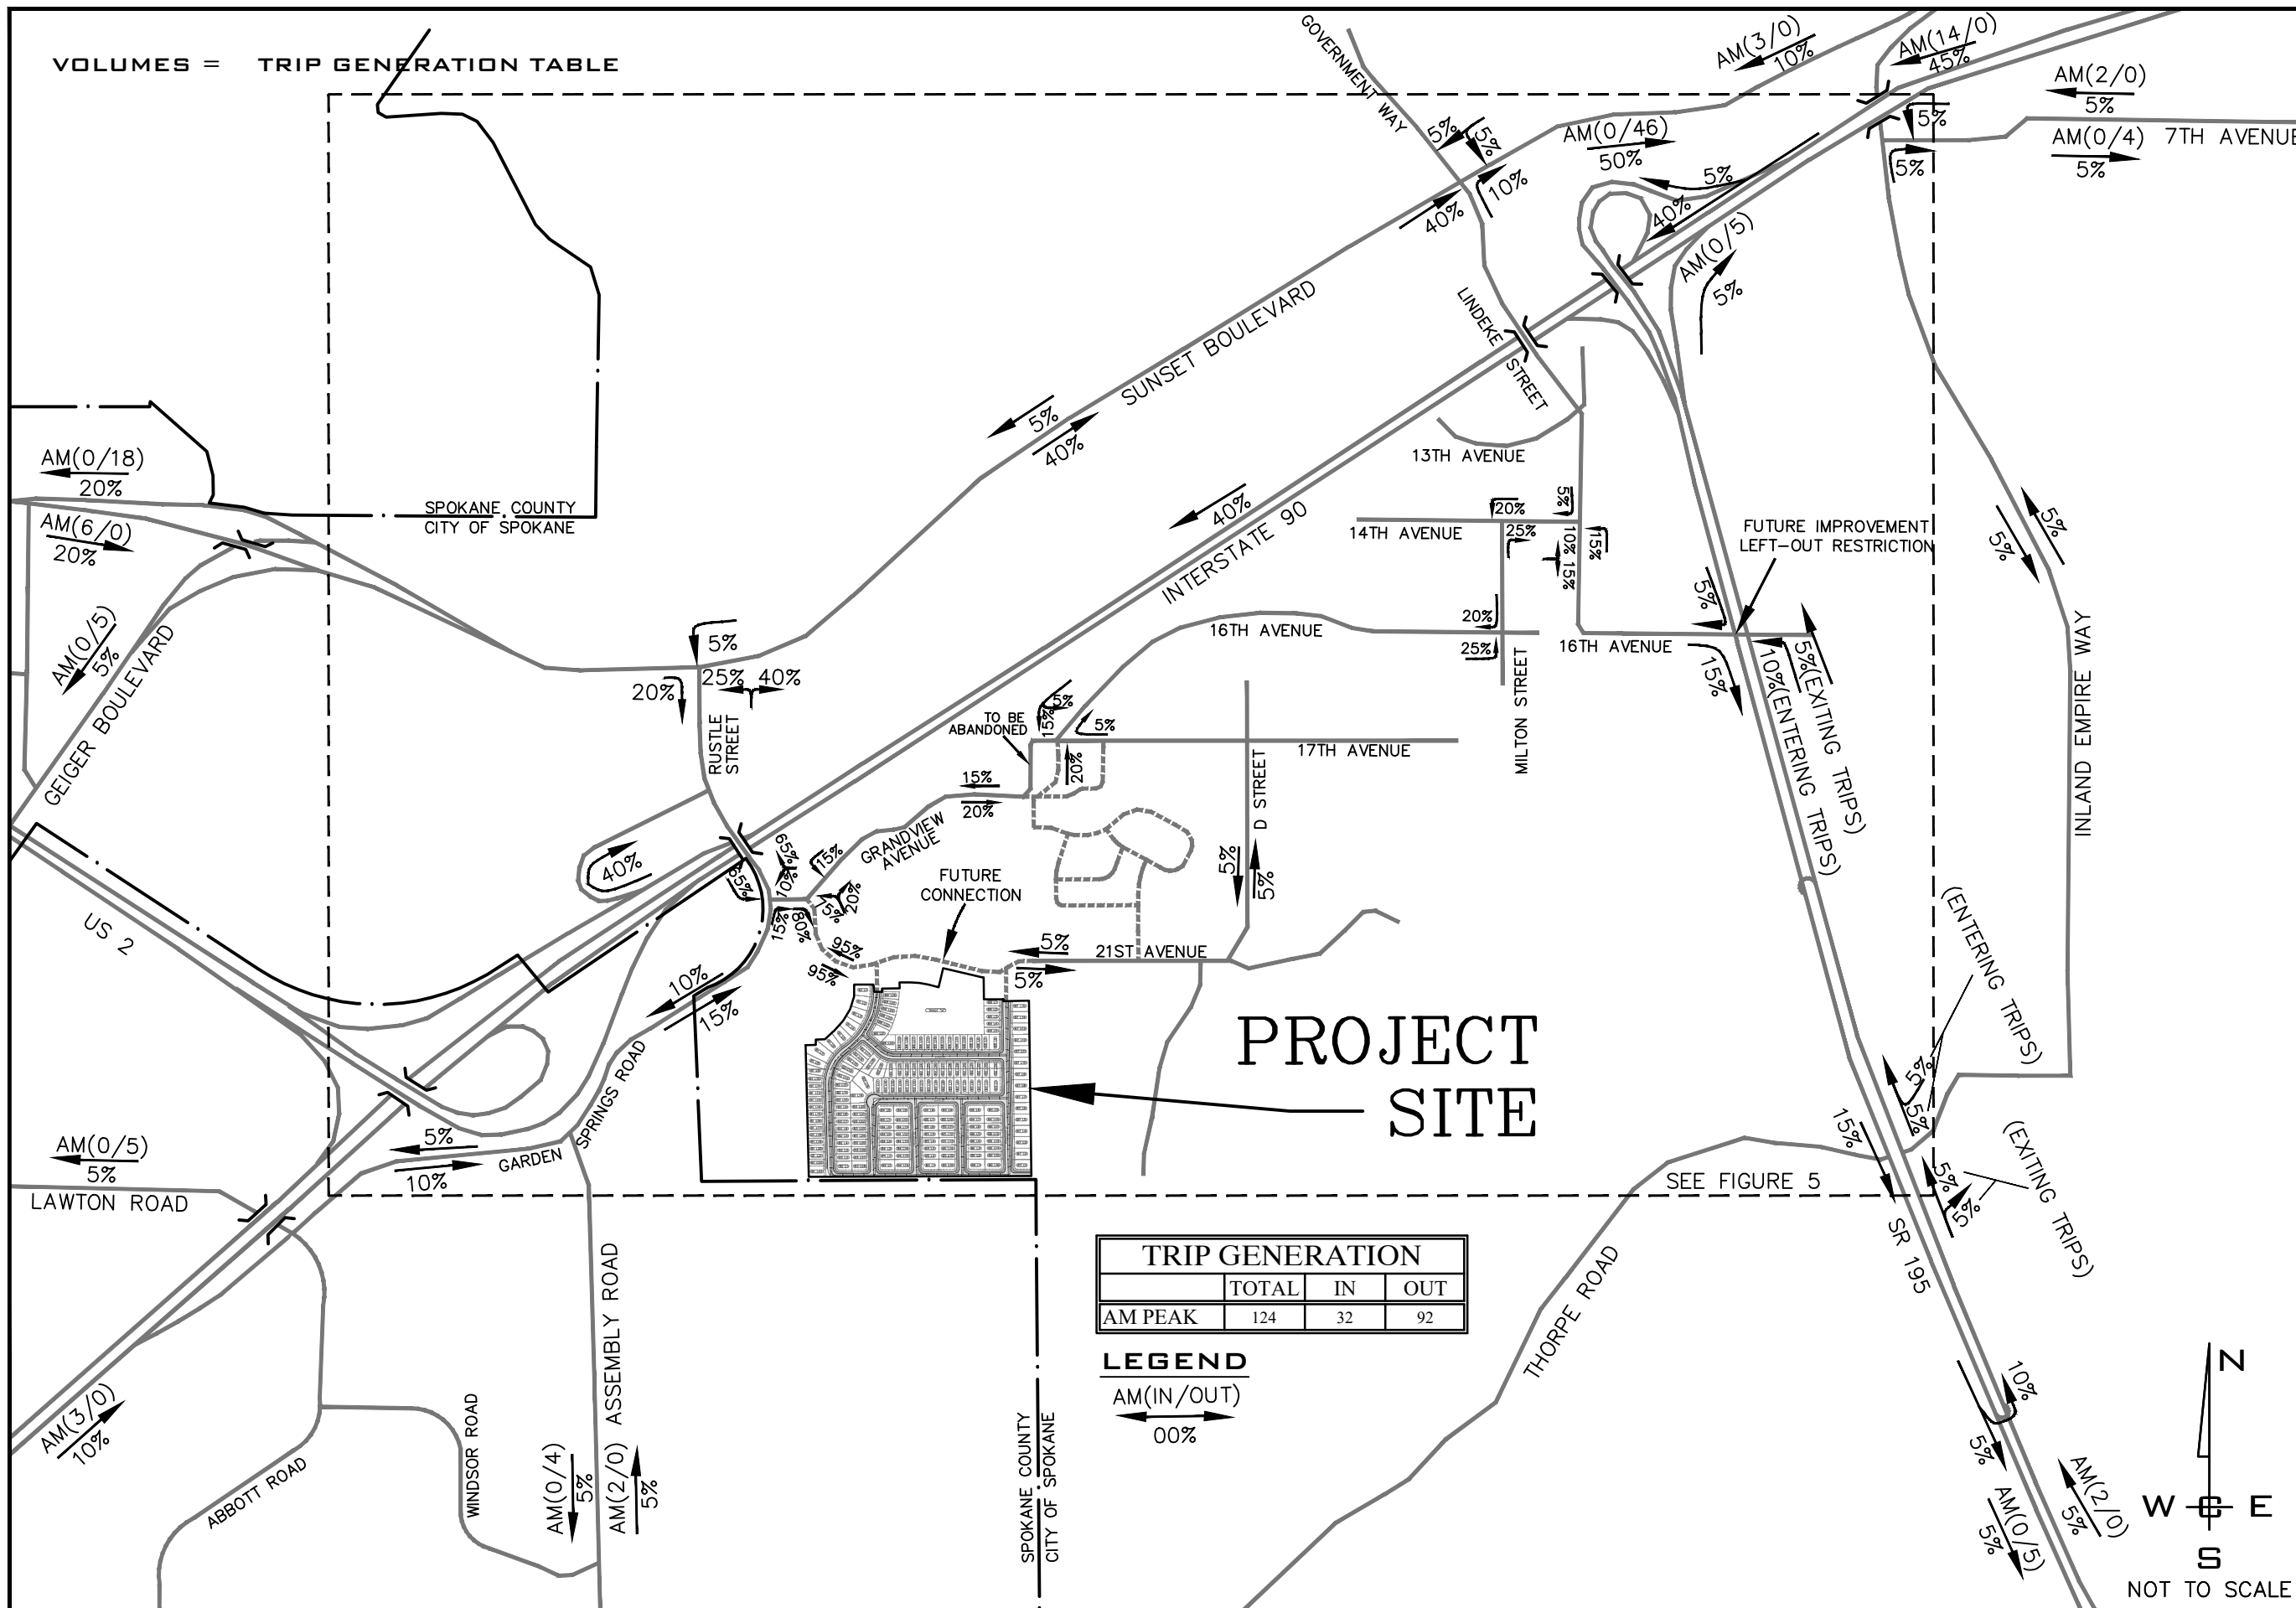 VOLUMES = TRIP GENERATION TABLE
GOVERNMENT WAY
AM(3/0)
10%
AM(14/0)
45%
AM(2/0)
5%
AM(0/4)
5%
7TH AVENUE
5%
5%
5%
5%
10%
40%
AM(0/46)
50%
5%
40%
AM(0/5)
5%
LINDEKE
STREET
SUNSET BOULEVARD
5%
40%
AM(0/18)
20%
AM(6/0)
20%
SPOKANE COUNTY
CITY OF SPOKANE
40%
INTERSTATE 90
13TH AVENUE
14TH AVENUE
20%
25%
5%
10%
15%
15%
FUTURE IMPROVEMENT
LEFT-OUT RESTRICTION
5%
5%
AM(0/5)
5%
GEIGER BOULEVARD
5%
20%
25%
40%
RUSTLE
STREET
16TH AVENUE
20%
25%
MILTON STREET
16TH AVENUE
5%
15%
10%(ENTERING TRIPS)
5%(EXITING TRIPS)
INLAND EMPIRE WAY
TO BE
ABANDONED
5%
15%
5%
20%
17TH AVENUE
D STREET
5%
5%
15%
20%
GRANDVIEW
AVENUE
40%
65%
65%
10%
15%
15%
80%
75%
20%
FUTURE
CONNECTION
95%
95%
5%
5%
21ST AVENUE
US 2
10%
15%
PROJECT
SITE
(ENTERING TRIPS)
5%
5%
15%
(EXITING TRIPS)
5%
5%
SEE FIGURE 5
SR 195
AM(0/5)
5%
LAWTON ROAD
5%
10%
GARDEN
SPRINGS ROAD
THORPE ROAD
TRIP GENERATION
TOTAL IN OUT
AM PEAK 124 32 92
LEGEND
AM(IN/OUT)
00%
AM(3/0)
10%
ABBOTT ROAD
WINDSOR ROAD
AM(0/4)
5%
AM(2/0)
5%
ASSEMBLY ROAD
SPOKANE COUNTY
CITY OF SPOKANE
10%
5%
AM(0/5)
5%
AM(2/0)
5%
N
W C E
S
NOT TO SCALE